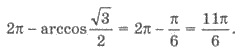 2π − arccos √3/2 = 2π − π/6 = 11π/6.